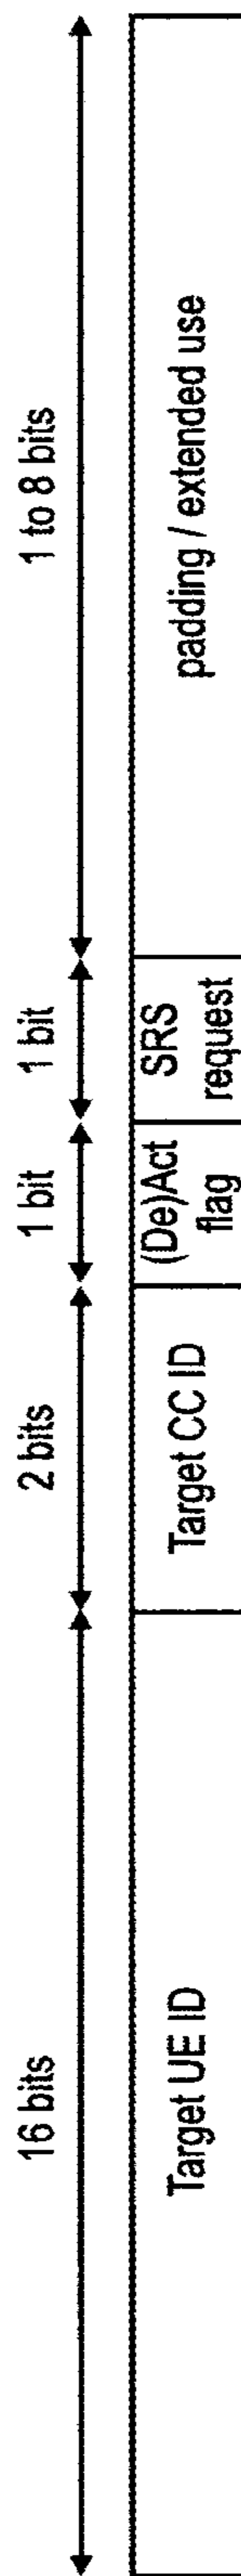 16 bits
2 bits
1 bit
1 bit
1 to 8 bits
Target UE ID
Target CC ID
(De)Act
flag
SRS
request
padding / extended use